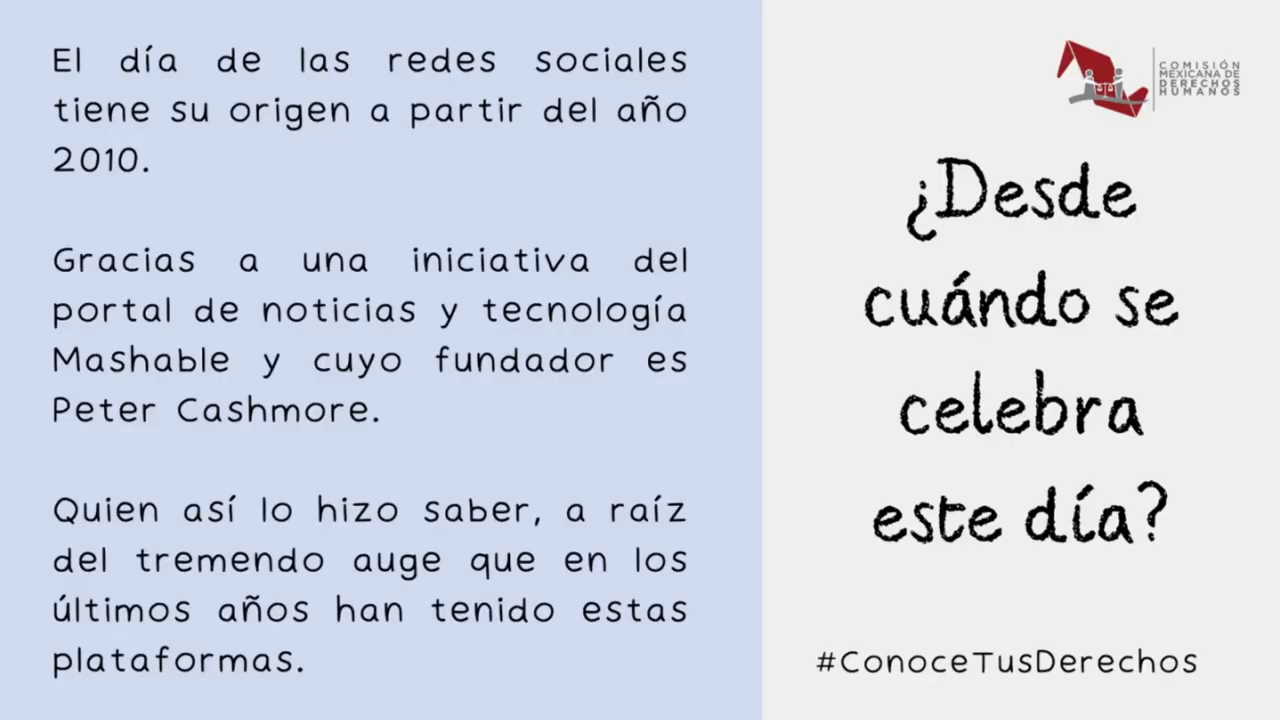 El día de las redes sociales
tiene su origen a partir del año
2010.
Gracias a una iniciativa del
portal de noticias y tecnología
Mashable y cuyo fundador es
Peter Cashmore.
Quien así lo hizo saber, a raíz
del tremendo auge que en los
últimos años han tenido estas
plataformas.
COMISIÓN
MEXICANA DE
DERECHOS
HUMANOS
¿Desde
cuándo se
celebra
este día?
#ConoceTusDerechos